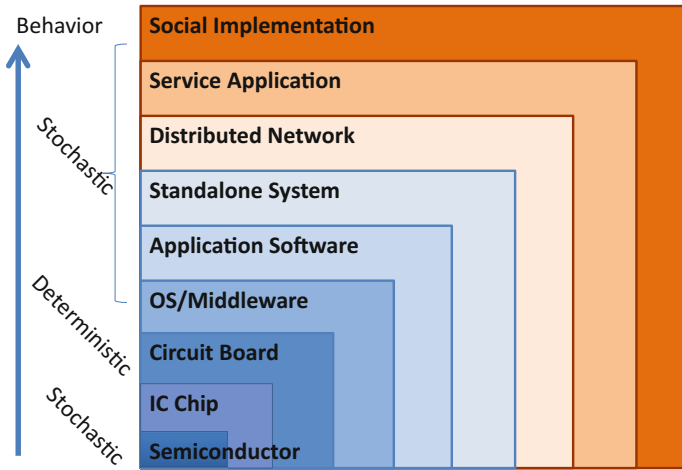 Behavior
Social Implementation
Service Application
Stochastic
Distributed Network
Standalone System
Application Software
Deterministic
OS/Middleware
Circuit Board
Stochastic
IC Chip
Semiconductor